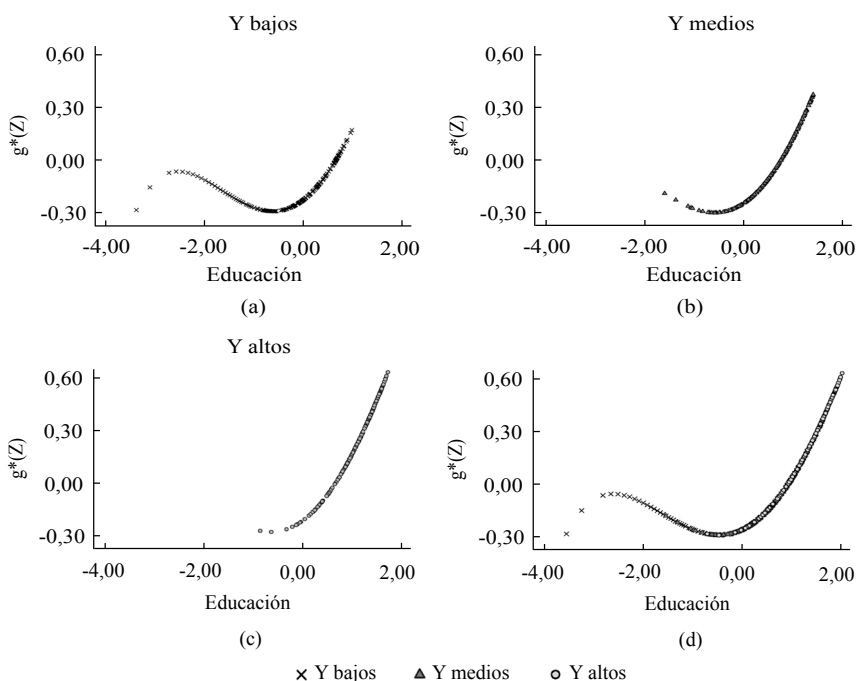 Y bajos
0,60
0,30
0,00
-0,30
g*(Z)
-4,00 -2,00 0,00 2,00
Educación
(a)
Y medios
0,60
0,30
0,00
-0,30
g*(Z)
-4,00 -2,00 0,00 2,00
Educación
(b)
Y altos
0,60
0,30
0,00
-0,30
g*(Z)
-4,00 -2,00 0,00 2,00
Educación
(c)
0,60
0,30
0,00
-0,30
g*(Z)
-4,00 -2,00 0,00 2,00
Educación
(d)
Y bajos Y medios Y altos